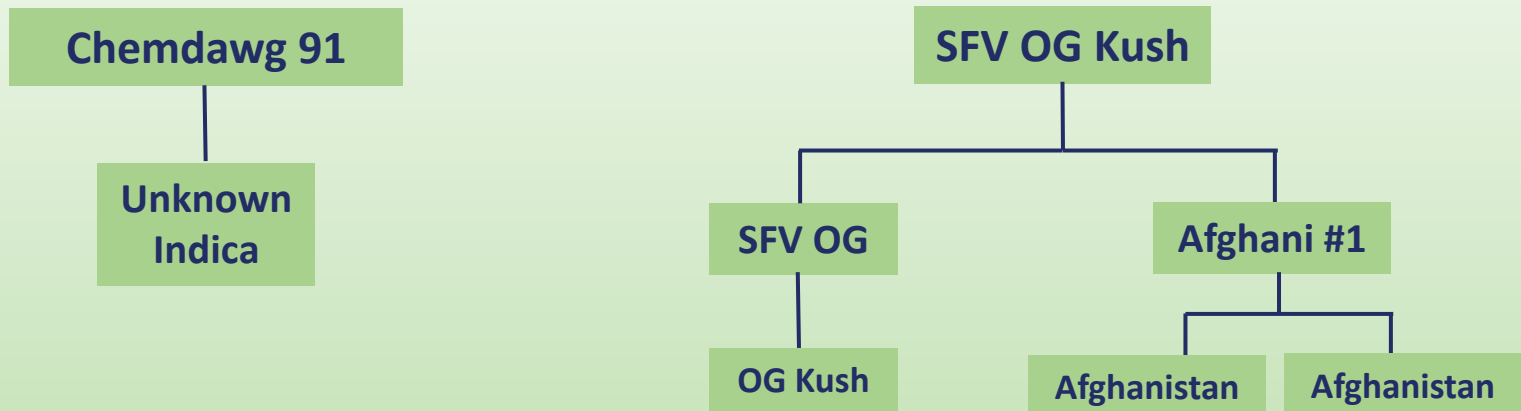 Chemdawg 91
SFV OG Kush
Unknown
Indica
SFV OG
Afghani #1
OG Kush
Afghanistan
Afghanistan